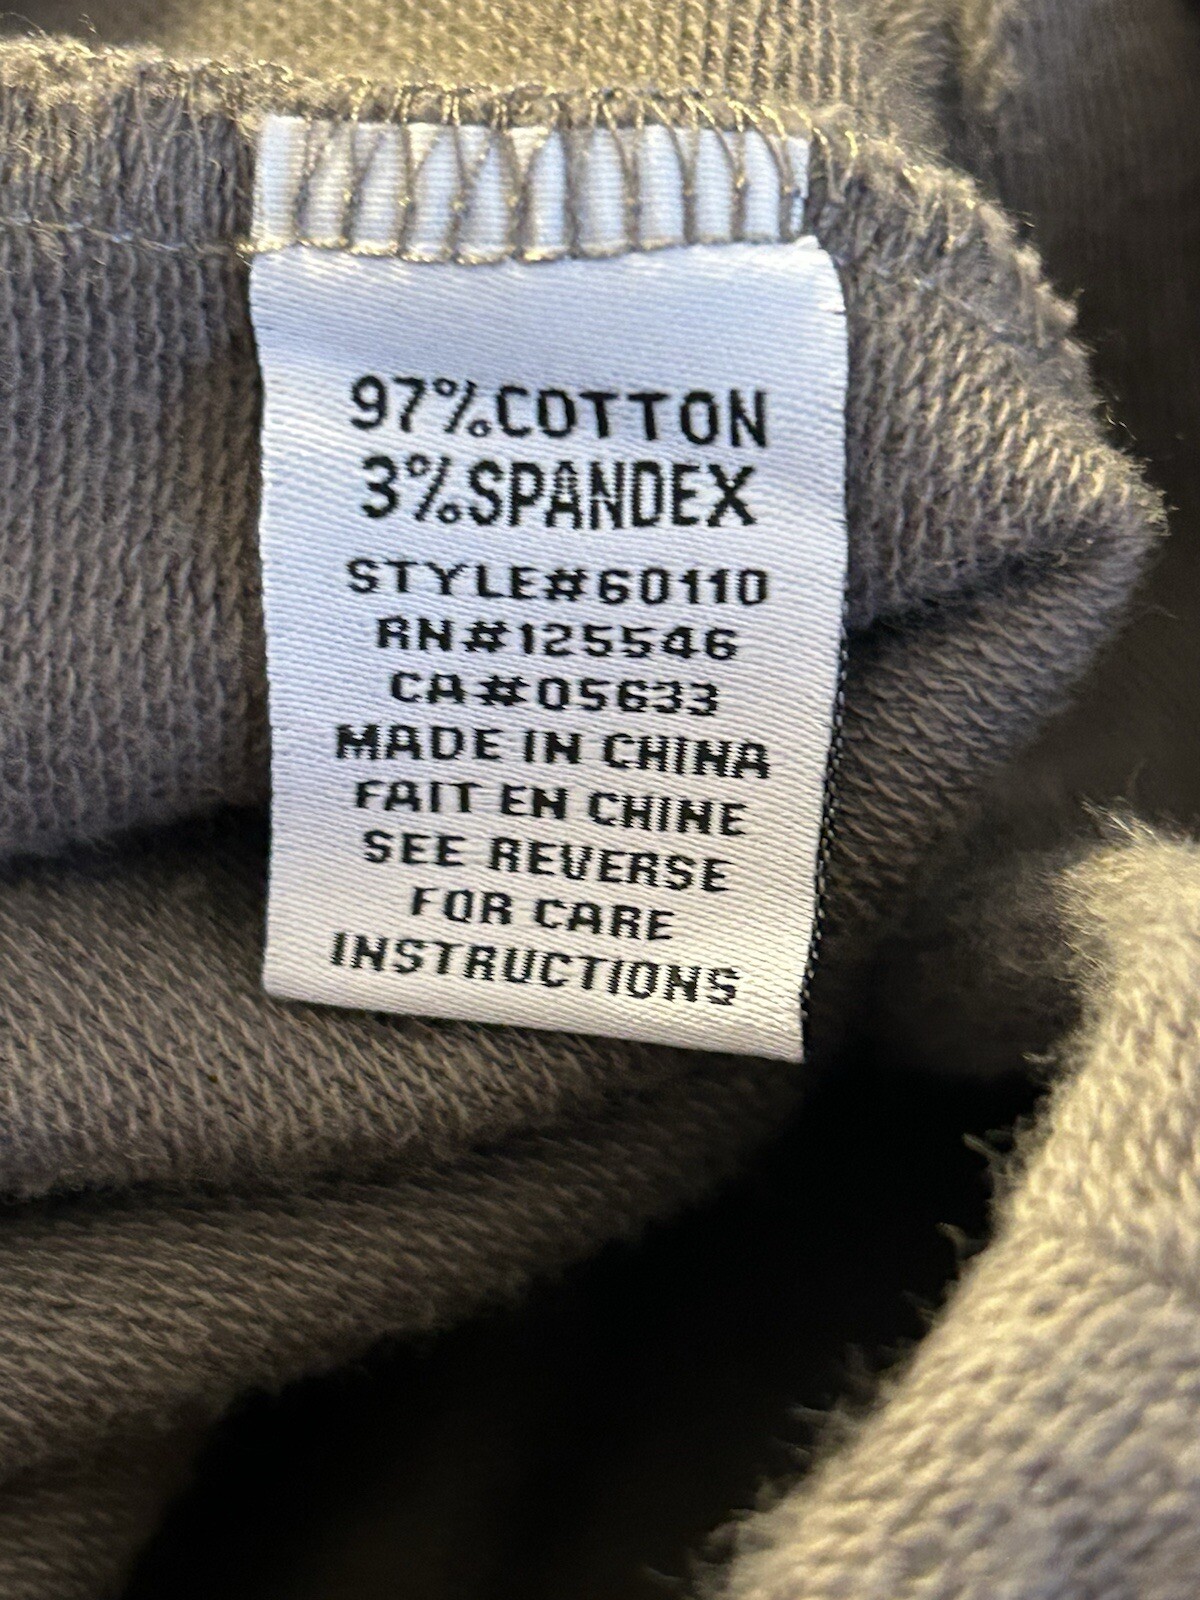 97%COTTON
3%SPANDEX
STYLE#60110
RN#125546
CA#05633
MADE IN CHINA
FAIT EN CHINE
SEE REVERSE
FOR CARE
INSTRUCTIONS